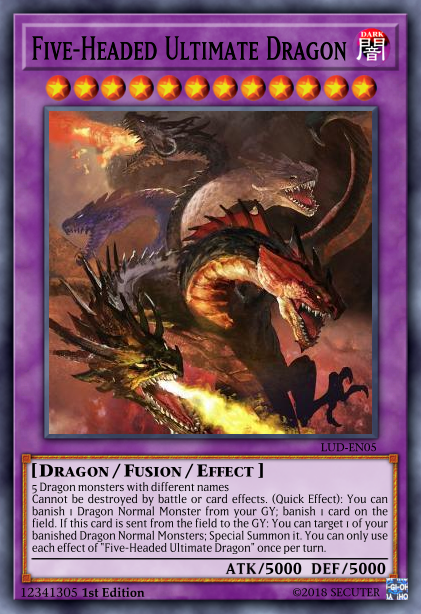 Five-Headed Ultimate Dragon
DARK
闇
LUD-EN05
[Dragon / Fusion / Effect]
5 Dragon monsters with different names
Cannot be destroyed by battle or card effects. (Quick Effect): You can
banish 1 Dragon Normal Monster from your GY; banish 1 card on the
field. If this card is sent from the field to the GY: You can target 1 of your
banished Dragon Normal Monsters; Special Summon it. You can only use
each effect of "Five-Headed Ultimate Dragon" once per turn.
ATK/5000 DEF/5000
12341305 1st Edition
©2018 SECUTER